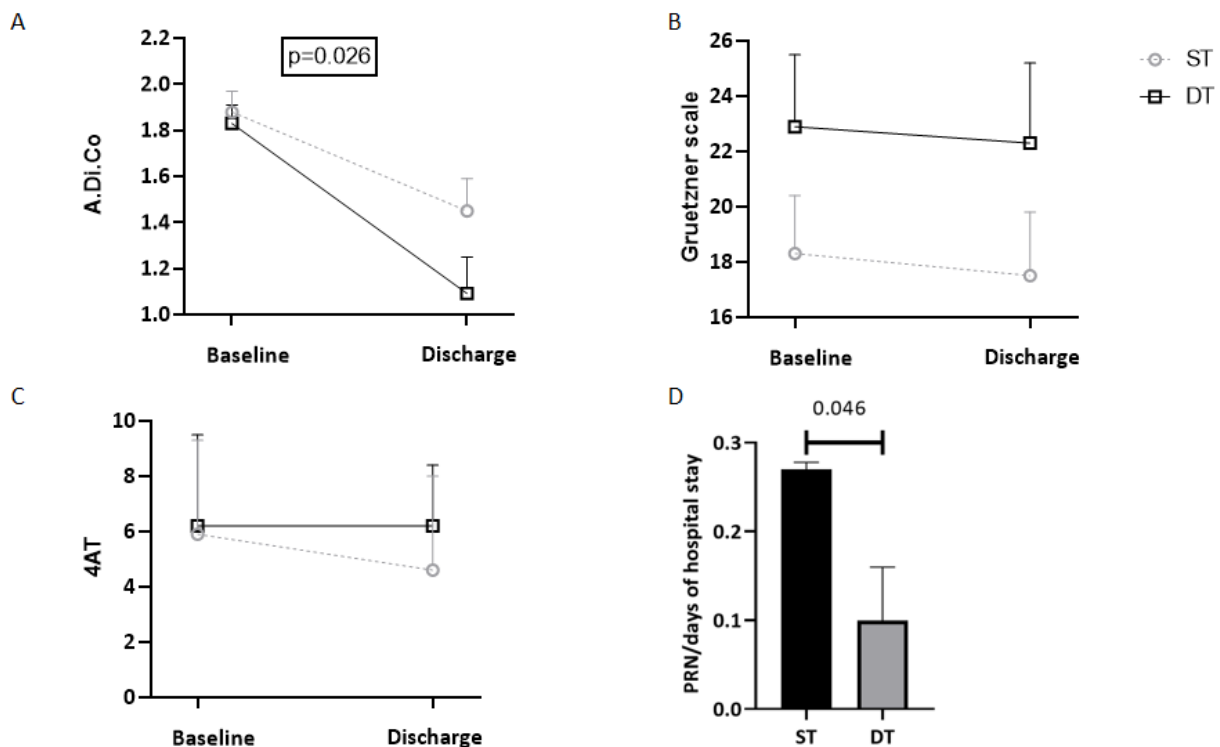 A
2.2
2.0
1.8
1.6
1.4
1.2
1.0
A.Di.Co
p=0.026
Baseline
Discharge
B
26
24
22
20
18
16
Gruetzner scale
Baseline
Discharge
ST
DT
C
10
8
6
4
2
0
4AT
Baseline
Discharge
D
0.046
0.3
0.2
0.1
0.0
PRN/days of hospital stay
ST
DT